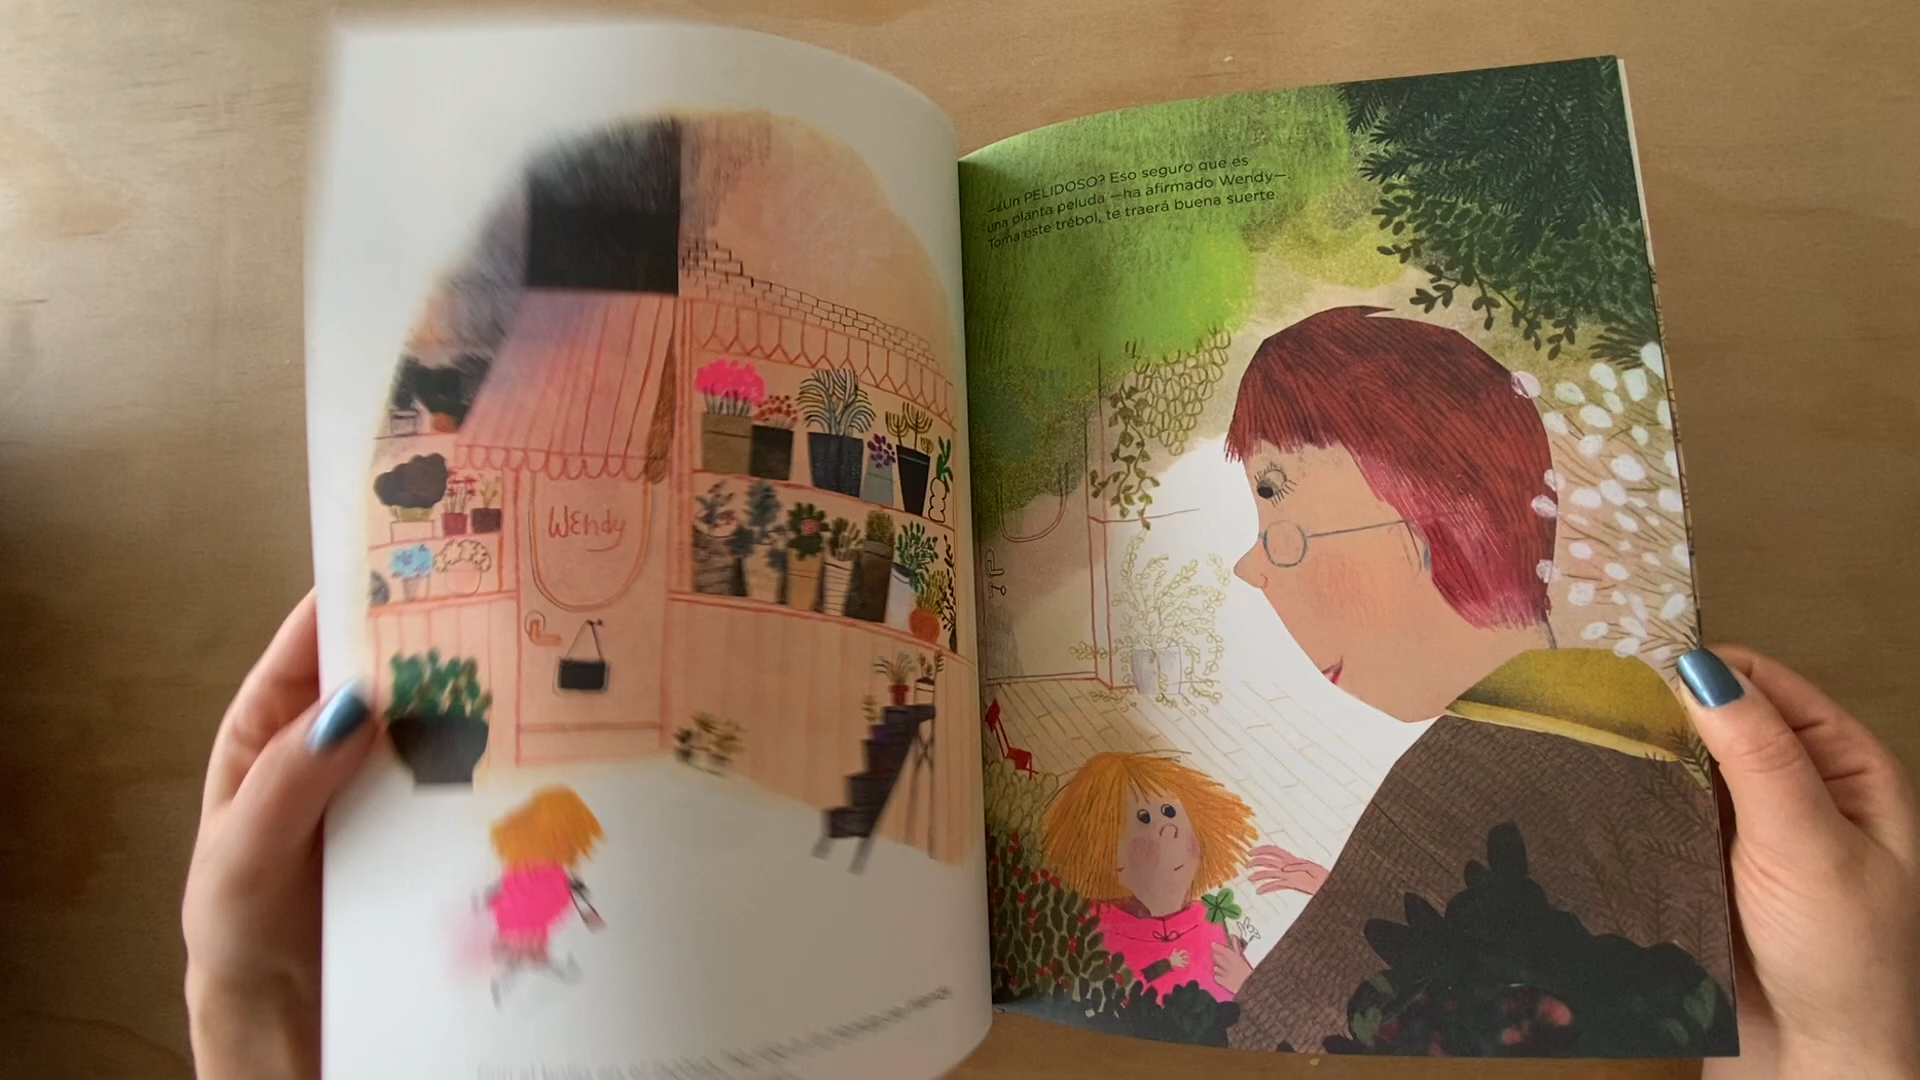 Wendy
—¿Un PELIDOSO? Eso seguro que es
una planta peluda —ha afirmado Wendy—.
Toma este trébol, te traerá buena suerte.